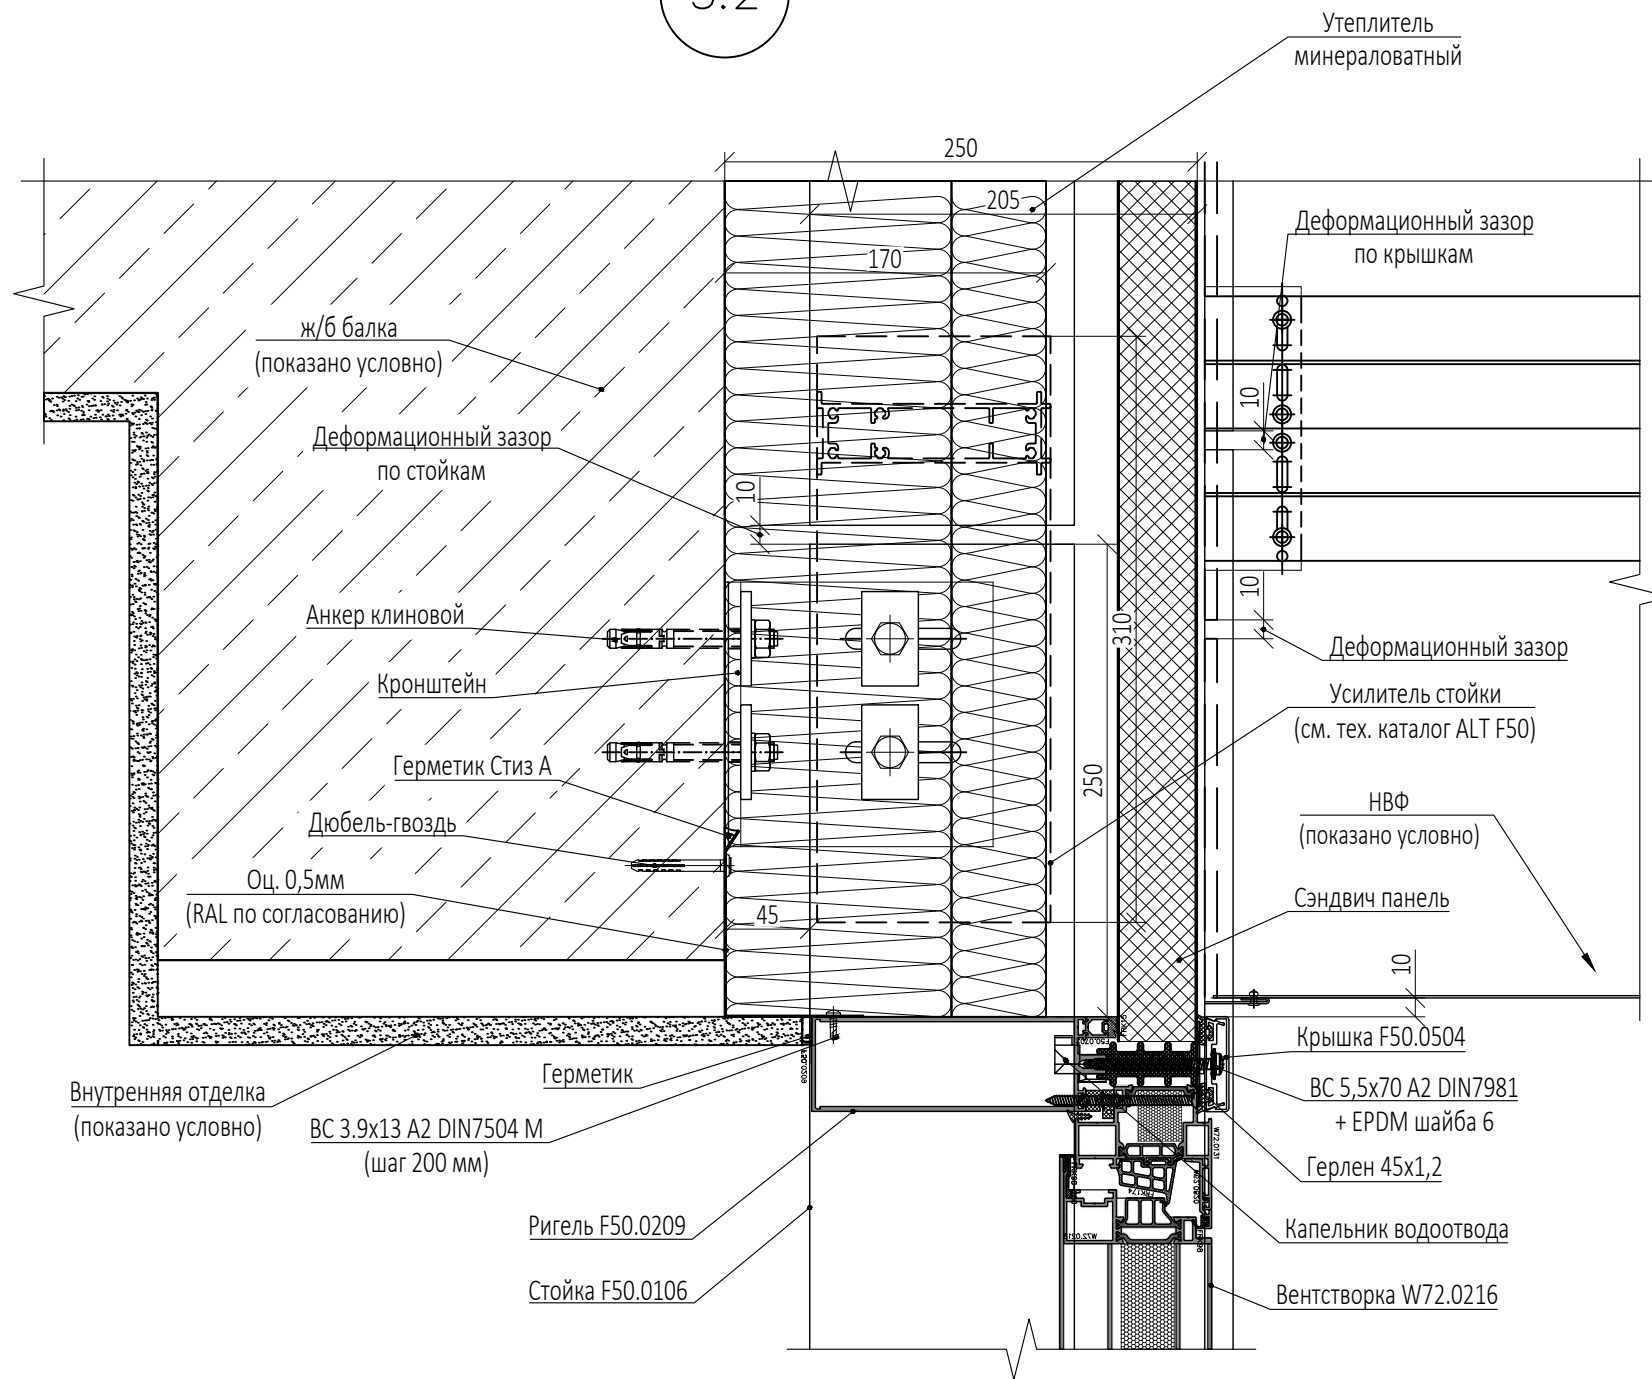 Утеплитель
минераловатный
250
205
170
Деформационный зазор
по крышкам
ж/б балка
(показано условно)
10
Деформационный зазор
по стойкам
10
10
Анкер клиновой
310
Деформационный зазор
Кронштейн
Усилитель стойки
(см. тех. каталог ALT F50)
Герметик Стиз А
250
Дюбель-гвоздь
НВФ
(показано условно)
Оц. 0,5мм
(RAL по согласованию)
45
Сэндвич панель
10
Крышка F50.0504
Герметик
ВС 5,5х70 А2 DIN7981
+ EPDM шайба 6
Внутренняя отделка
(показано условно)
ВС 3.9х13 А2 DIN7504 М
(шаг 200 мм)
Герлен 45х1,2
Ригель F50.0209
Капельник водоотвода
Стойка F50.0106
Вентстворка W72.0216
F50.0209
W72.0131